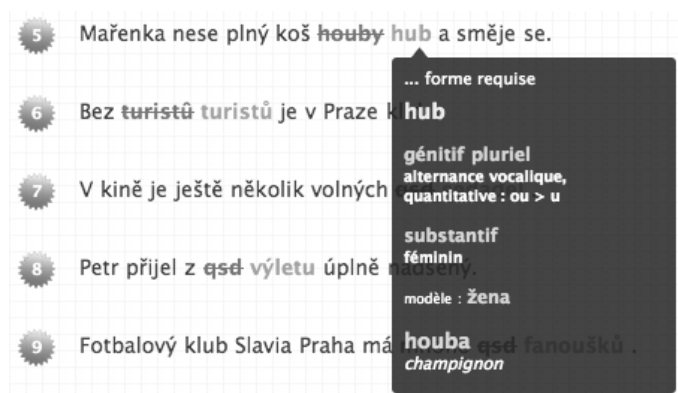 5 Mařenka nese plný koš houby hub a směje se.
6 Bez turistû turistů je v Praze
7 V kině je ještě několik volných
8 Petr přijel z qsd výletu úplně nadšený.
9 Fotbalový klub Slavia Praha má qsd fanoušků .
... forme requise
hub
génitif pluriel
alternance vocalique,
quantitative : ou > u
substantif
féminin
modèle : žena
houba
champignon